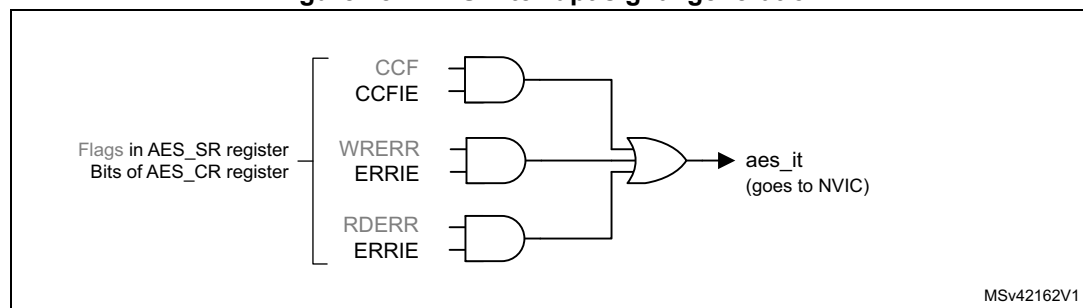 CCF
CCFIE
Flags in AES_SR register
Bits of AES_CR register
WRERR
ERRIE
aes_it
(goes to NVIC)
RDERR
ERRIE
MSv42162V1